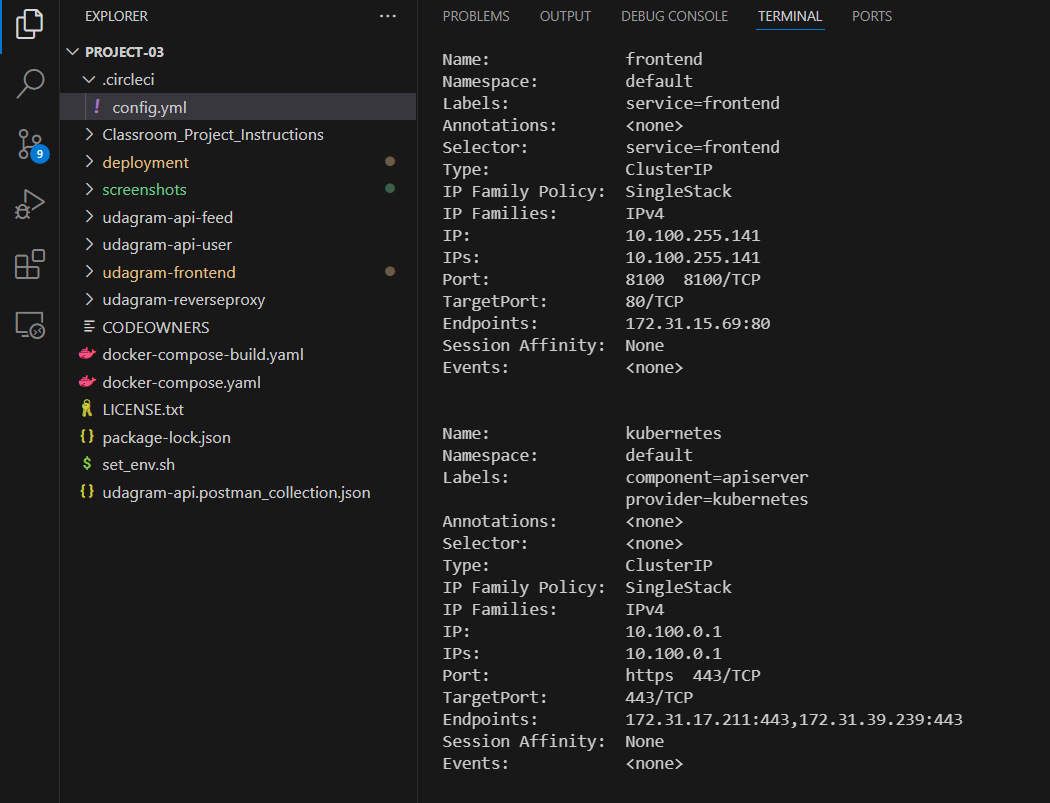 EXPLORER
PROJECT-03
.circleci
! config.yml
Classroom_Project_Instructions
deployment
screenshots
udagram-api-feed
udagram-api-user
udagram-frontend
udagram-reverseproxy
CODEOWNERS
docker-compose-build.yaml
docker-compose.yaml
LICENSE.txt
{} package-lock.json
$ set_env.sh
{} udagram-api.postman_collection.json
9
PROBLEMS OUTPUT DEBUG CONSOLE TERMINAL PORTS
Name: frontend
Namespace: default
Labels: service=frontend
Annotations: <none>
Selector: service=frontend
Type: ClusterIP
IP Family Policy: SingleStack
IP Families: IPv4
IP: 10.100.255.141
IPs: 10.100.255.141
Port: 8100 8100/TCP
TargetPort: 80/TCP
Endpoints: 172.31.15.69:80
Session Affinity: None
Events: <none>
Name: kubernetes
Namespace: default
Labels: component=apiserver
provider=kubernetes
Annotations: <none>
Selector: <none>
Type: ClusterIP
IP Family Policy: SingleStack
IP Families: IPv4
IP: 10.100.0.1
IPs: 10.100.0.1
Port: https 443/TCP
TargetPort: 443/TCP
Endpoints: 172.31.17.211:443,172.31.39.239:443
Session Affinity: None
Events: <none>